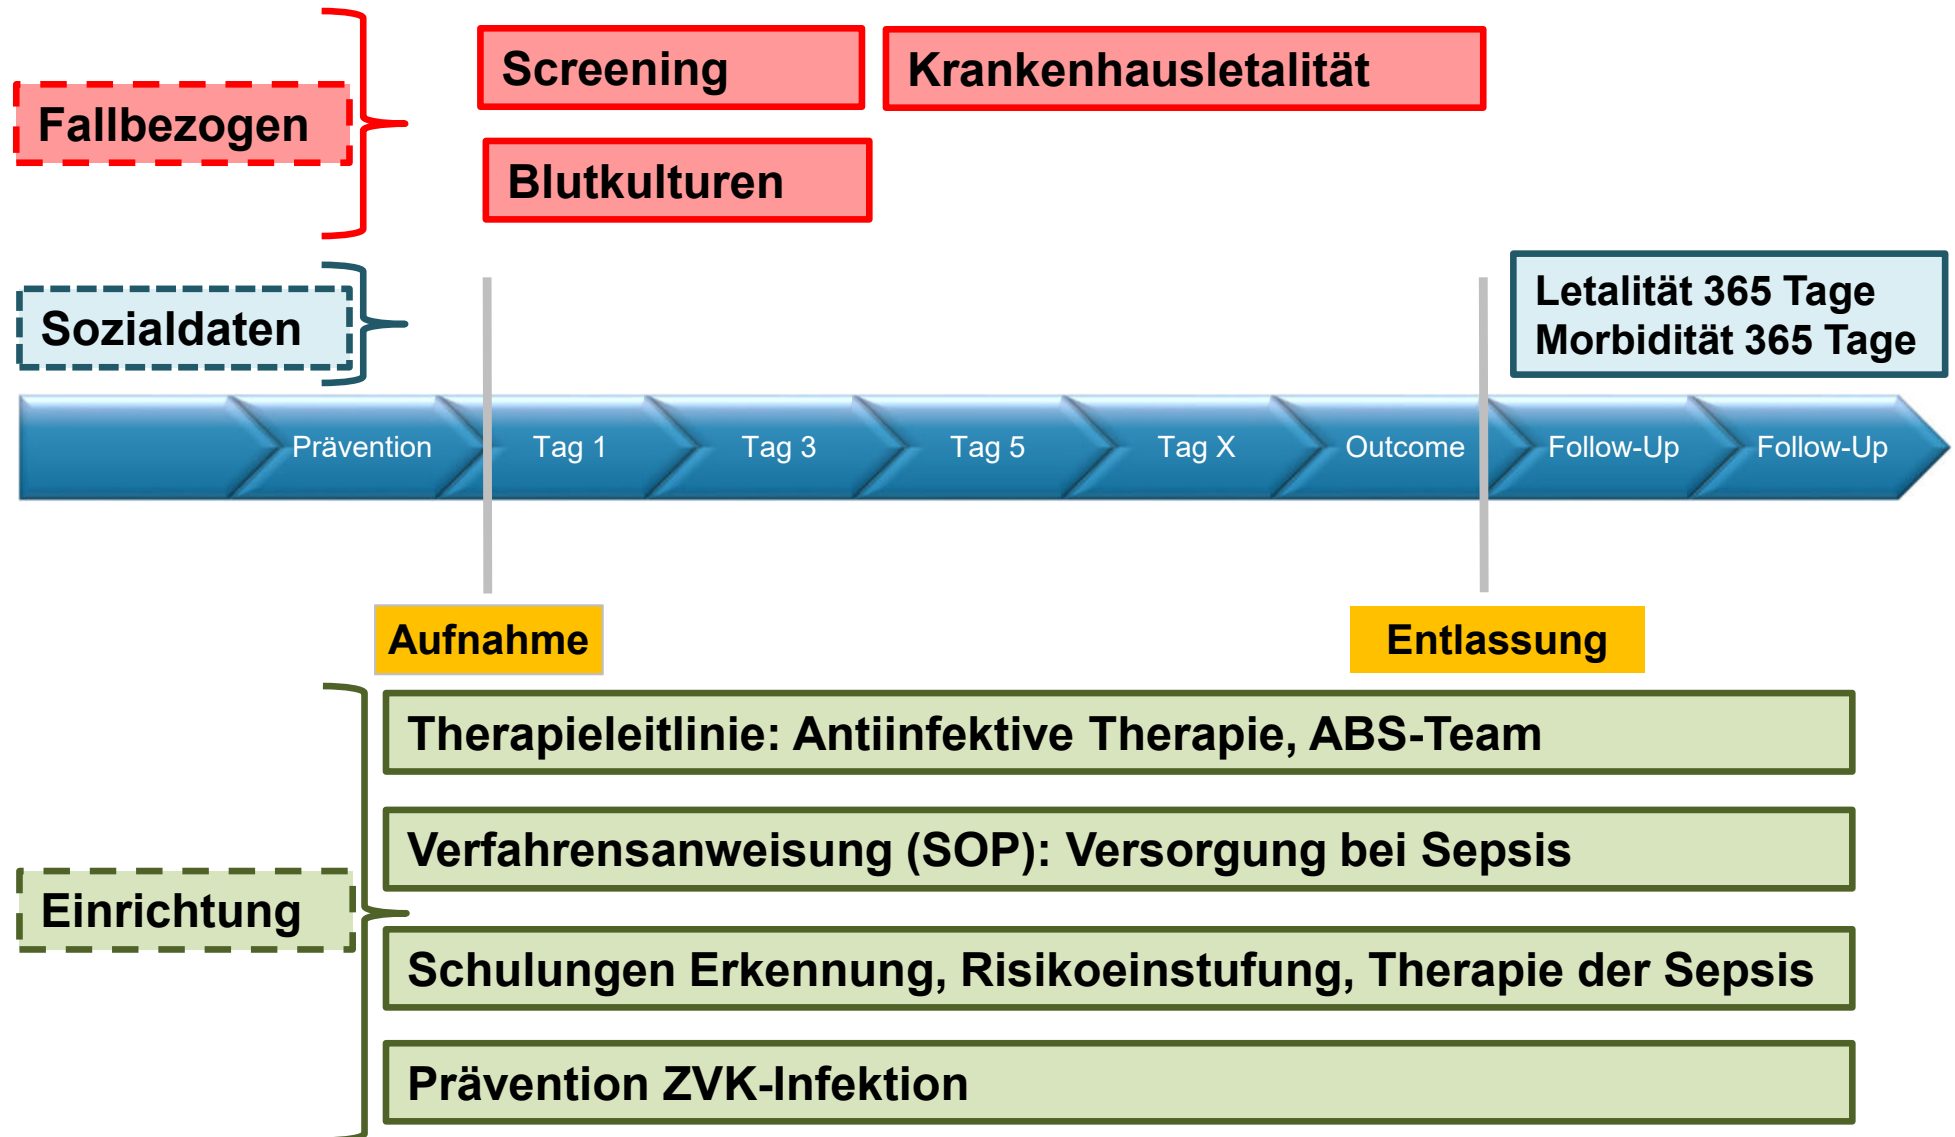 Screening
Krankenhausletalität
Fallbezogen
Blutkulturen
Sozialdaten
Letalität 365 Tage
Morbidität 365 Tage
Prävention
Tag 1
Tag 3
Tag 5
Tag X
Outcome
Follow-Up
Follow-Up
Aufnahme
Entlassung
Einrichtung
Therapieleitlinie: Antiinfektive Therapie, ABS-Team
Verfahrensanweisung (SOP): Versorgung bei Sepsis
Schulungen Erkennung, Risikoeinstufung, Therapie der Sepsis
Prävention ZVK-Infektion